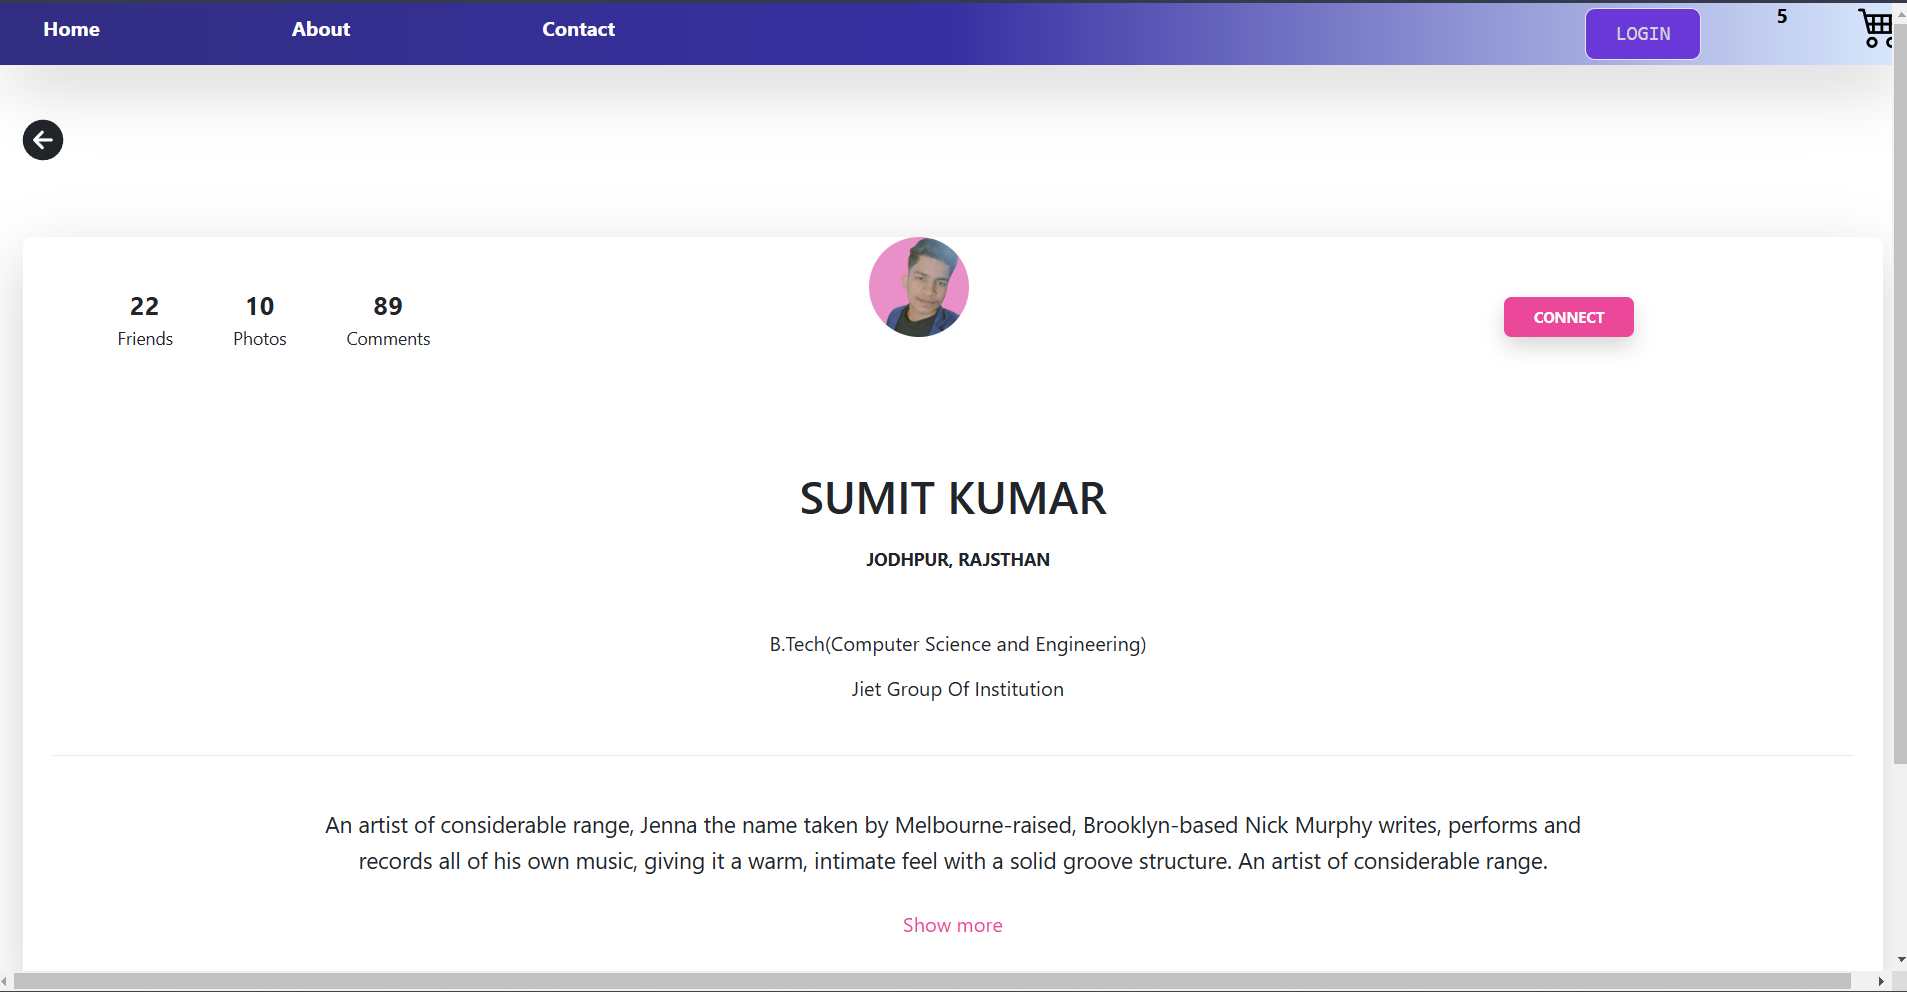 Home About Contact LOGIN 5
22 10 89
Friends Photos Comments
CONNECT
SUMIT KUMAR
JODHPUR, RAJSTHAN
B.Tech(Computer Science and Engineering)
Jiet Group Of Institution
An artist of considerable range, Jenna the name taken by Melbourne-raised, Brooklyn-based Nick Murphy writes, performs and
records all of his own music, giving it a warm, intimate feel with a solid groove structure. An artist of considerable range.
Show more